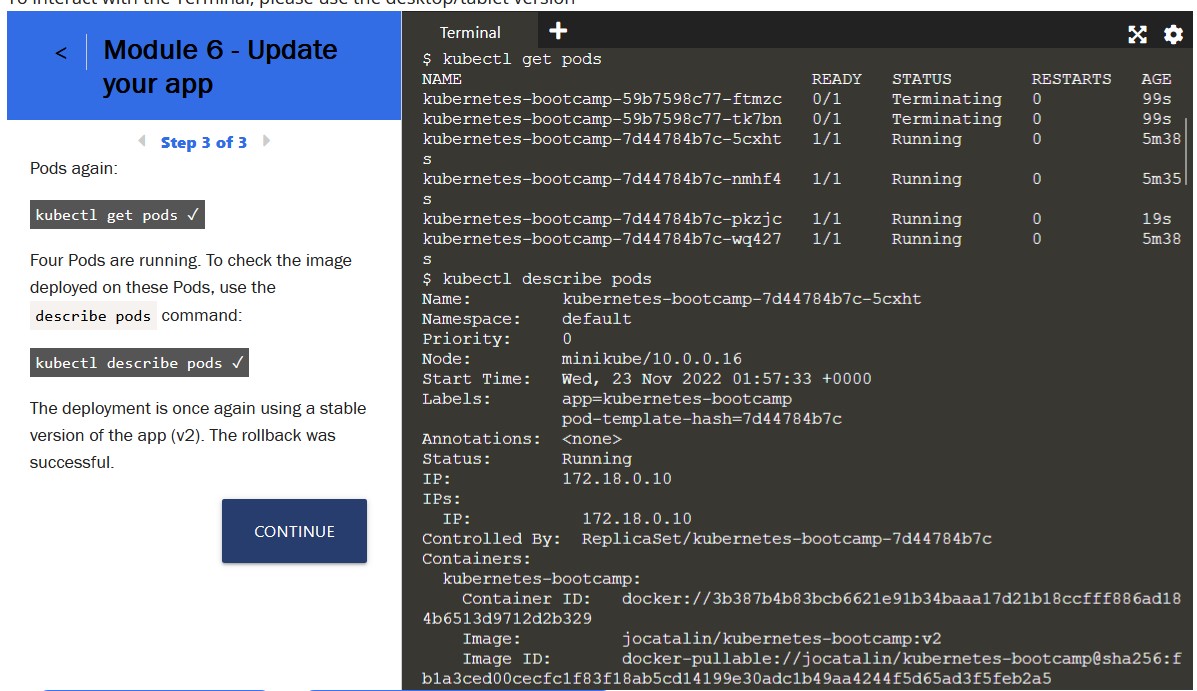 To interact with the Terminal, please use the desktop/tablet version
< Module 6 - Update
your app
Step 3 of 3
Pods again:
kubectl get pods ✓
Four Pods are running. To check the image
deployed on these Pods, use the
describe pods command:
kubectl describe pods ✓
The deployment is once again using a stable
version of the app (v2). The rollback was
successful.
CONTINUE
Terminal +
$ kubectl get pods
NAME READY STATUS RESTARTS AGE
kubernetes-bootcamp-59b7598c77-ftmzc 0/1 Terminating 0 99s
kubernetes-bootcamp-59b7598c77-tk7bn 0/1 Terminating 0 99s
kubernetes-bootcamp-7d44784b7c-5cxht 1/1 Running 0 5m38
s
kubernetes-bootcamp-7d44784b7c-nmhf4 1/1 Running 0 5m35
s
kubernetes-bootcamp-7d44784b7c-pkzjc 1/1 Running 0 19s
kubernetes-bootcamp-7d44784b7c-wq427 1/1 Running 0 5m38
s
$ kubectl describe pods
Name: kubernetes-bootcamp-7d44784b7c-5cxht
Namespace: default
Priority: 0
Node: minikube/10.0.0.16
Start Time: Wed, 23 Nov 2022 01:57:33 +0000
Labels: app=kubernetes-bootcamp
pod-template-hash=7d44784b7c
Annotations: <none>
Status: Running
IP: 172.18.0.10
IPs:
IP: 172.18.0.10
Controlled By: ReplicaSet/kubernetes-bootcamp-7d44784b7c
Containers:
kubernetes-bootcamp:
Container ID: docker://3b387b4b83bcb6621e91b34baaa17d21b18ccfff886ad18
4b6513d9712d2b329
Image: jocatalin/kubernetes-bootcamp:v2
Image ID: docker-pullable://jocatalin/kubernetes-bootcamp@sha256:f
b1a3ced00cecfc1f83f18ab5cd14199e30adc1b49aa4244f5d65ad3f5feb2a5